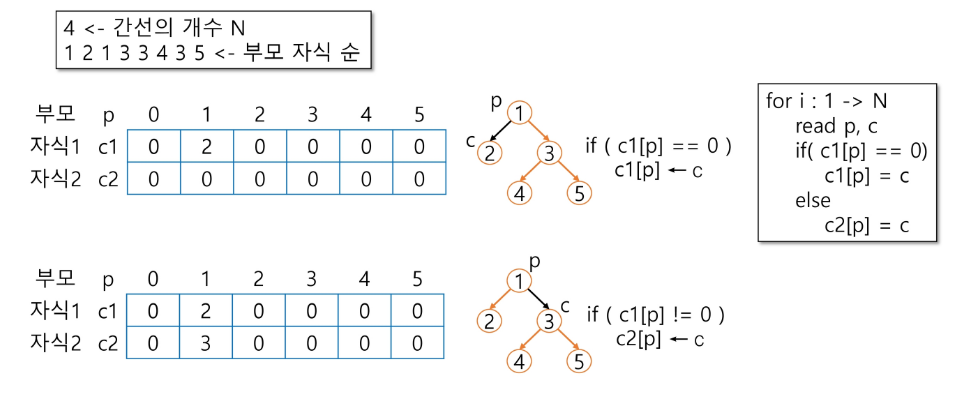 4 <- 간선의 개수 N
1 2 1 3 3 4 3 5 <- 부모 자식 순
부모 p 0 1 2 3 4 5
자식1 c1 0 2 0 0 0 0
자식2 c2 0 0 0 0 0 0
p
1
c
2 3
4 5
if ( c1[p] == 0 )
c1[p] ← c
for i : 1 -> N
read p, c
if( c1[p] == 0)
c1[p] = c
else
c2[p] = c
부모 p 0 1 2 3 4 5
자식1 c1 0 2 0 0 0 0
자식2 c2 0 3 0 0 0 0
p
1
c
2 3
4 5
if ( c1[p] != 0 )
c2[p] ← c